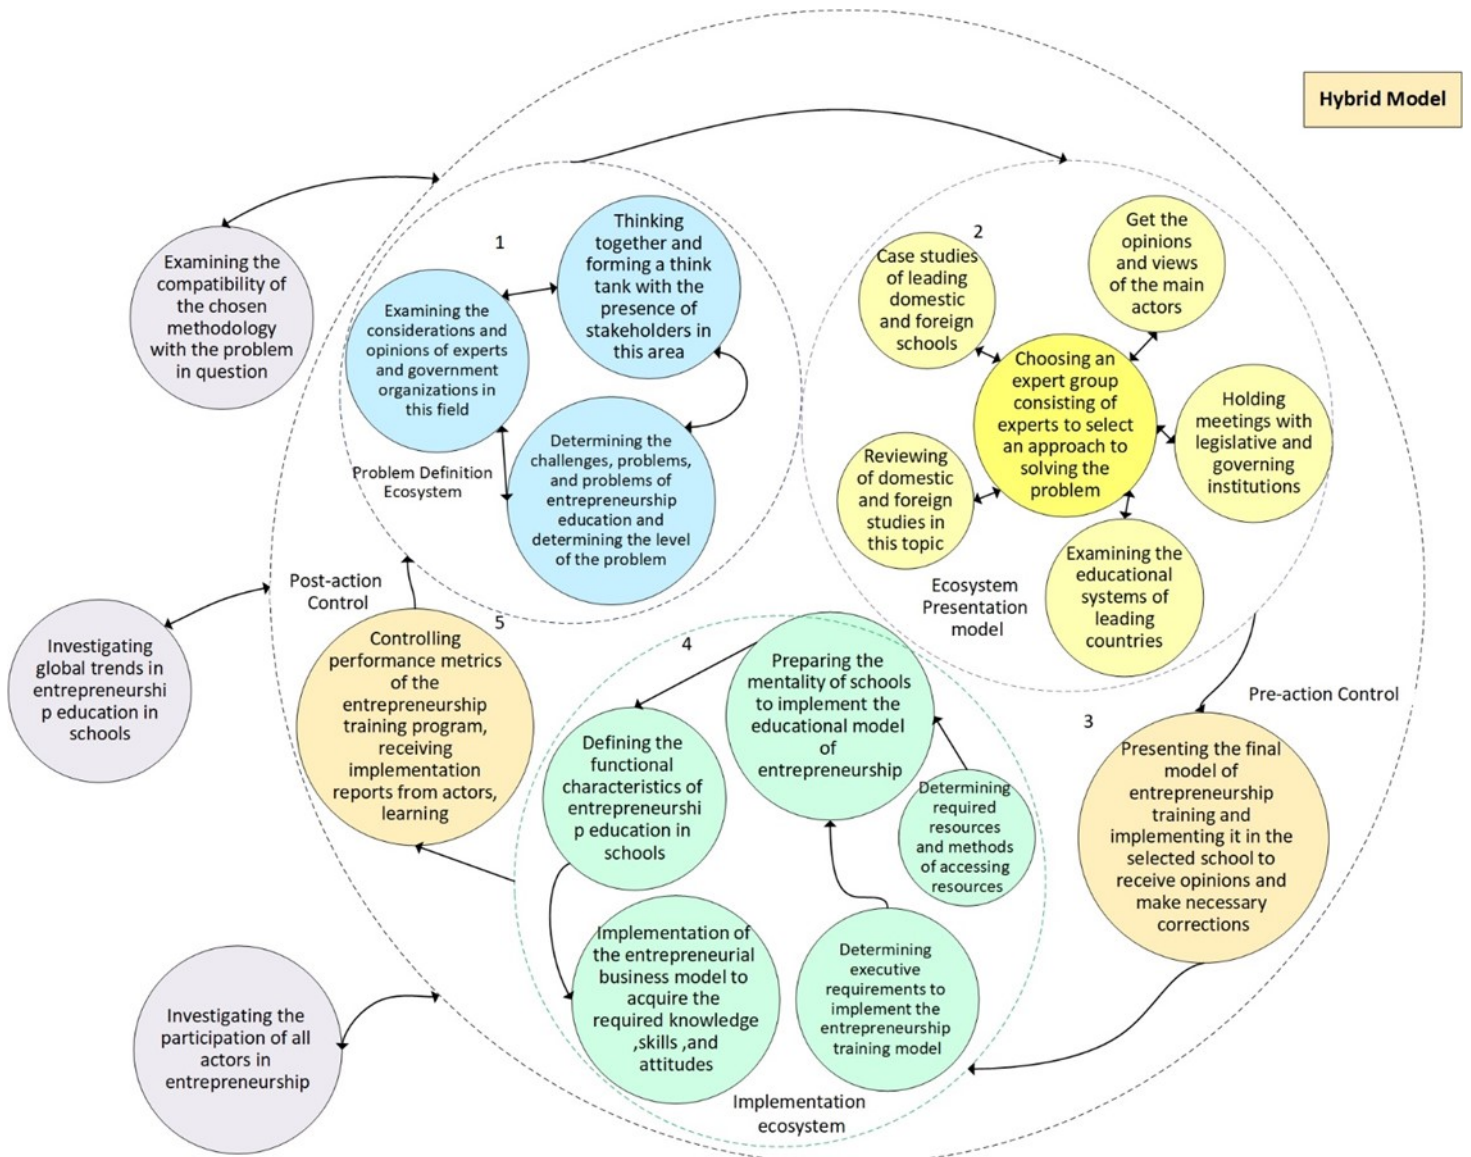 Hybrid Model
Examining the
compatibility of
the chosen
methodology
with the problem
in question
Investigating
global trends in
entrepreneurshi
p education in
schools
Investigating the
participation of all
actors in
entrepreneurship
1
Thinking
together and
forming a think
tank with the
presence of
stakeholders in
this area
Examining the
considerations and
opinions of experts
and government
organizations in
this field
Determining the
challenges, problems,
and problems of
entrepreneurship
education and
determining the level
of the problem
Problem Definition
Ecosystem
2
Case studies
of leading
domestic
and foreign
schools
Get the
opinions
and views
of the main
actors
Choosing an
expert group
consisting of
experts to select
an approach to
solving the
problem
Holding
meetings with
legislative and
governing
institutions
Reviewing
of domestic
and foreign
studies in
this topic
Examining the
educational
systems of
leading
countries
Ecosystem
Presentation
model
Pre-action Control
3
Presenting the final
model of
entrepreneurship
training and
implementing it in the
selected school to
receive opinions and
make necessary
corrections
4
Preparing the
mentality of schools
to implement the
educational model
of
entrepreneurship
Defining the
functional
characteristics of
entrepreneurshi
p education in
schools
Determining
required
resources
and methods
of accessing
resources
Implementation of
the entrepreneurial
business model to
acquire the
required knowledge
,skills ,and
attitudes
Determining
executive
requirements to
implement the
entrepreneurship
training model
Implementation
ecosystem
Post-action
Control
5
Controlling
performance metrics
of the
entrepreneurship
training program,
receiving
implementation
reports from actors,
learning